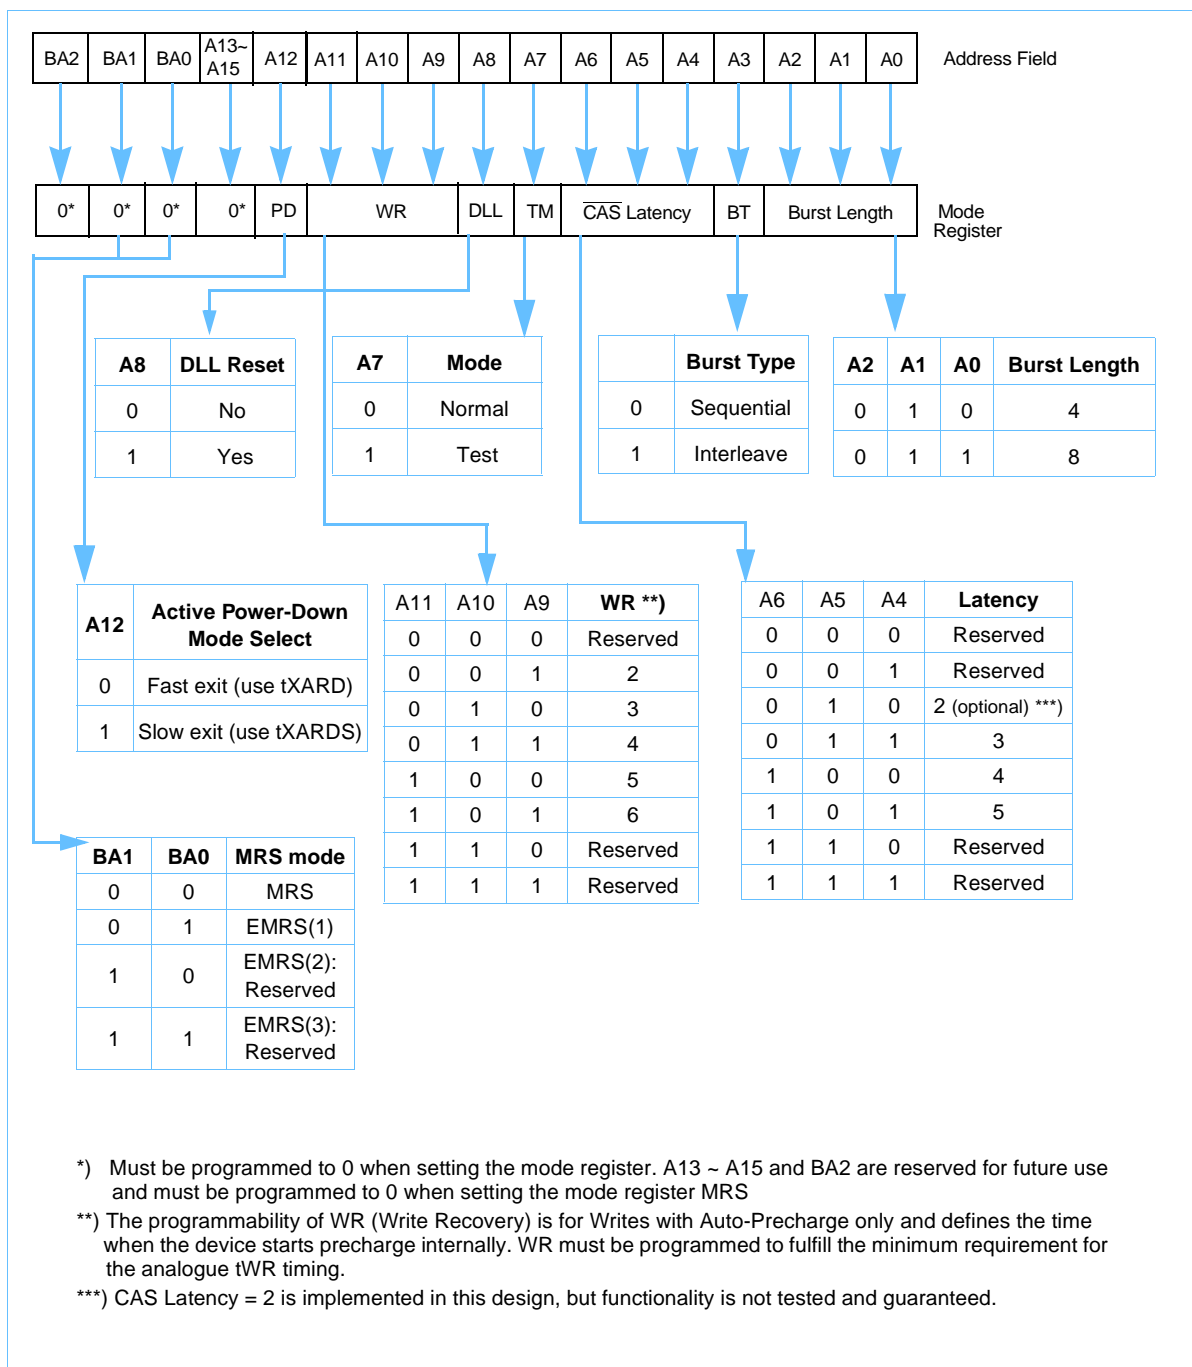 BA2 BA1 BA0 A13~ A15 A12 A11 A10 A9 A8 A7 A6 A5 A4 A3 A2 A1 A0 Address Field
0* 0* 0* 0* PD WR DLL TM CAS Latency BT Burst Length Mode Register
A8 DLL Reset
0 No
1 Yes
A7 Mode
0 Normal
1 Test
Burst Type
0 Sequential
1 Interleave
A2 A1 A0 Burst Length
0 1 0 4
0 1 1 8
A12 Active Power-Down
Mode Select
0 Fast exit (use tXARD)
1 Slow exit (use tXARDS)
A11 A10 A9 WR **)
0 0 0 Reserved
0 0 1 2
0 1 0 3
0 1 1 4
1 0 0 5
1 0 1 6
1 1 0 Reserved
1 1 1 Reserved
A6 A5 A4 Latency
0 0 0 Reserved
0 0 1 Reserved
0 1 0 2 (optional) ***)
0 1 1 3
1 0 0 4
1 0 1 5
1 1 0 Reserved
1 1 1 Reserved
BA1 BA0 MRS mode
0 0 MRS
0 1 EMRS(1)
1 0 EMRS(2):
Reserved
1 1 EMRS(3):
Reserved
*) Must be programmed to 0 when setting the mode register. A13 ~ A15 and BA2 are reserved for future use
and must be programmed to 0 when setting the mode register MRS
**) The programmability of WR (Write Recovery) is for Writes with Auto-Precharge only and defines the time
when the device starts precharge internally. WR must be programmed to fulfill the minimum requirement for
the analogue tWR timing.
***) CAS Latency = 2 is implemented in this design, but functionality is not tested and guaranteed.